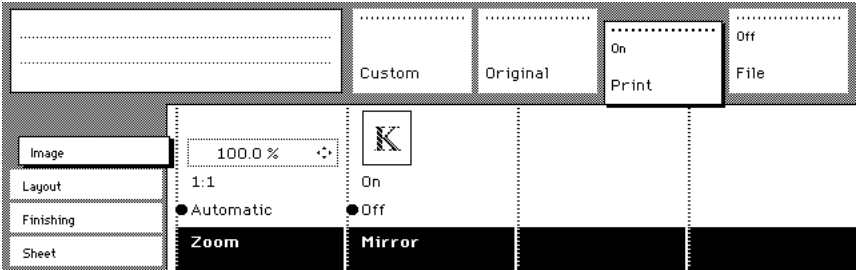 Custom
Original
On
Print
Off
File
Image
Layout
Finishing
Sheet
100.0 %
1:1
Automatic
Zoom
K
On
Off
Mirror